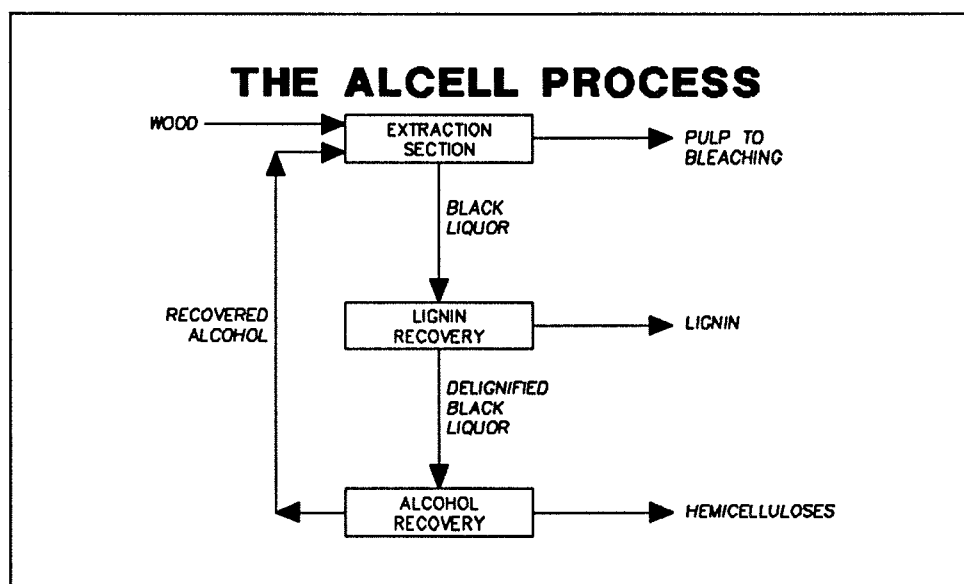 THE ALCELL PROCESS
WOOD
EXTRACTION
SECTION
PULP TO
BLEACHING
BLACK
LIQUOR
RECOVERED
ALCOHOL
LIGNIN
RECOVERY
LIGNIN
DELIGNIFIED
BLACK
LIQUOR
ALCOHOL
RECOVERY
HEMICELLULOSES